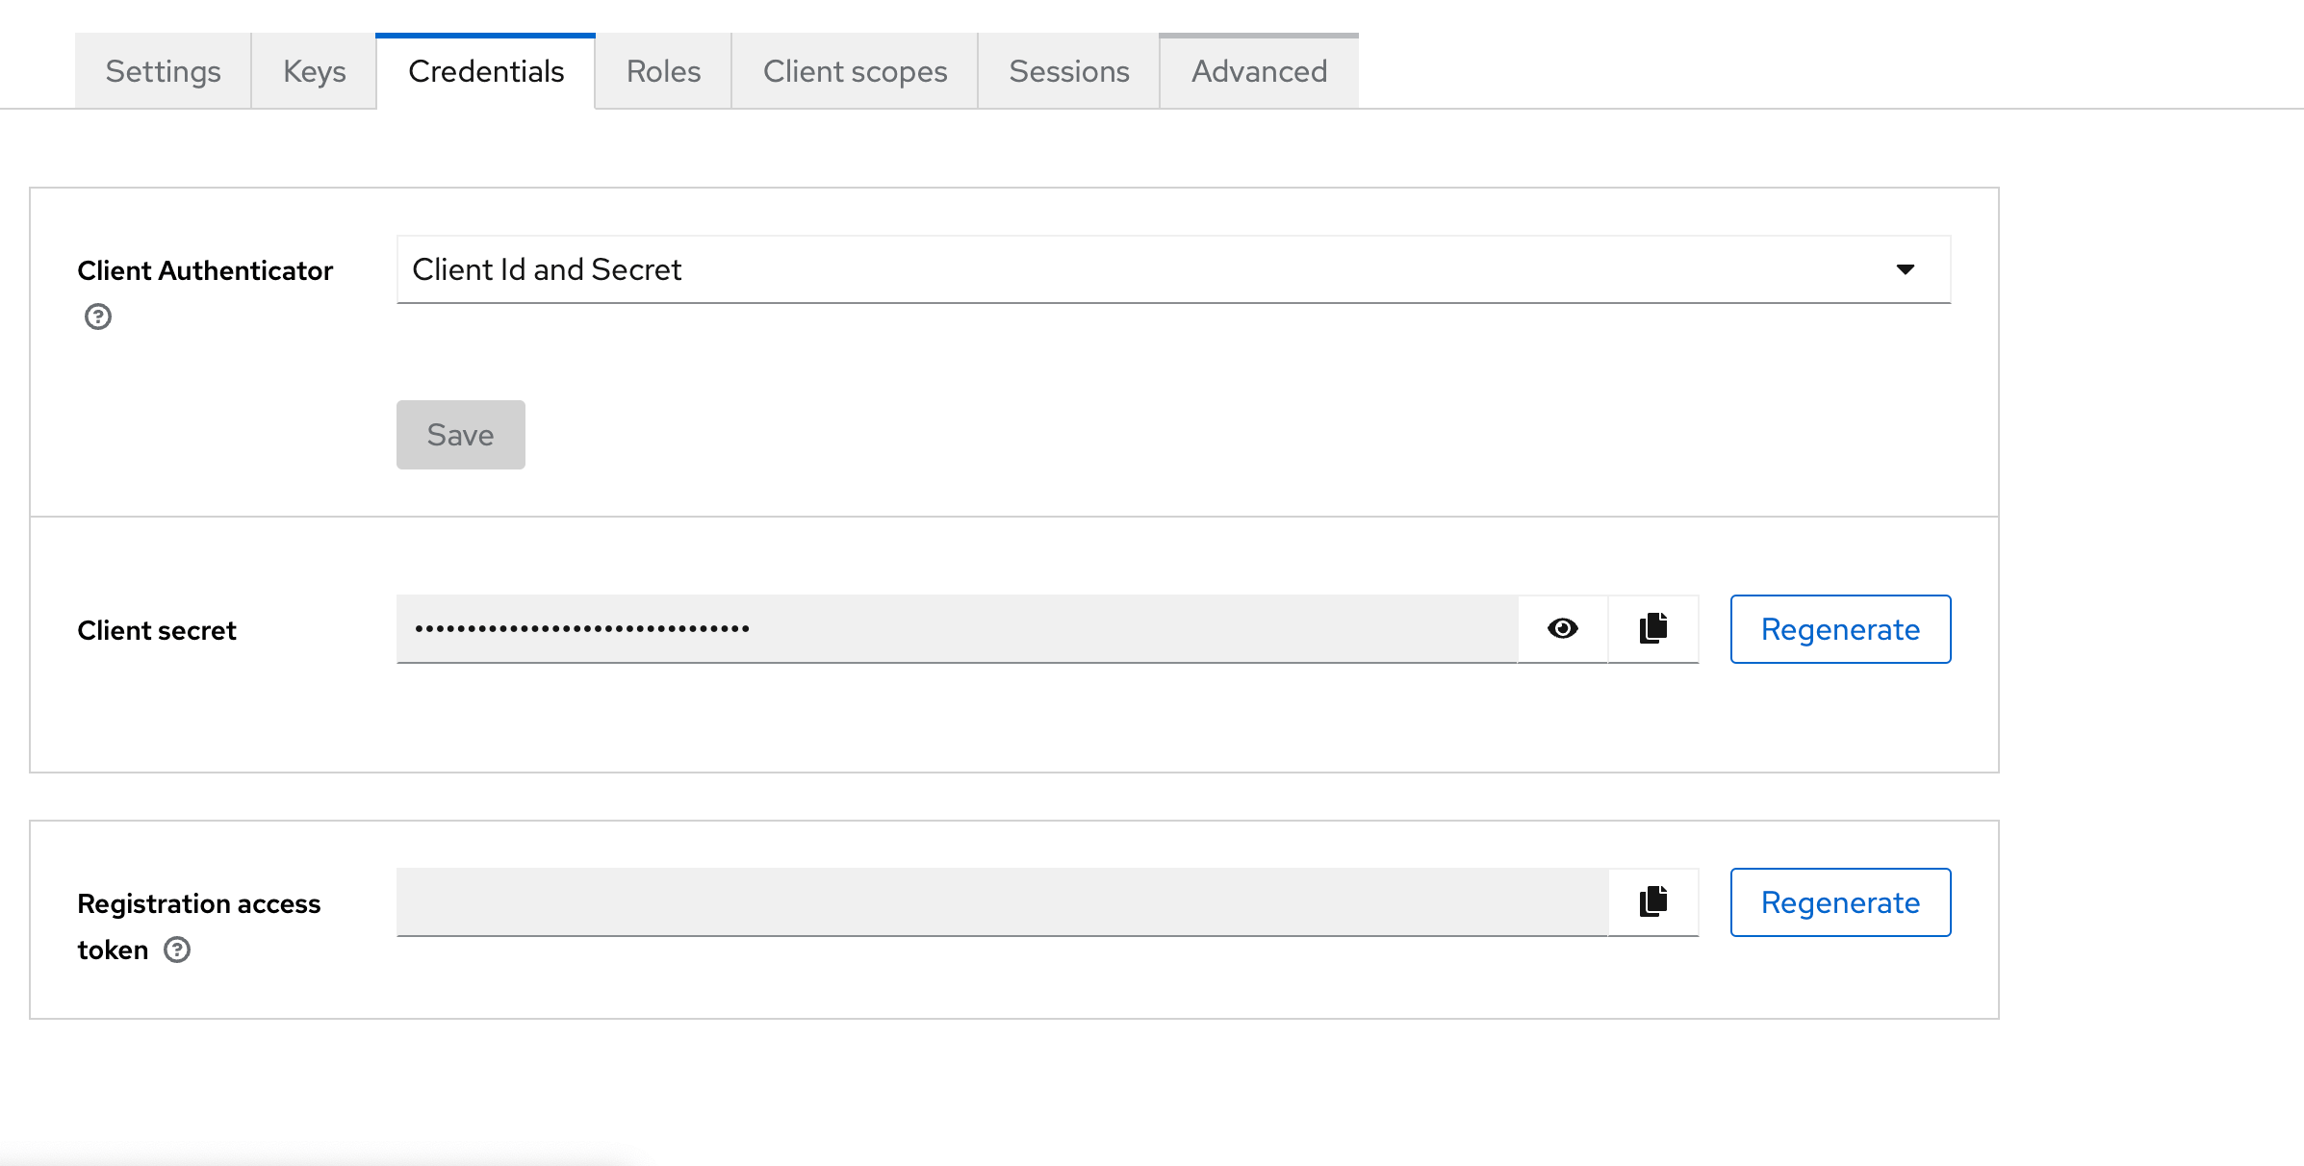 Settings
Keys
Credentials
Roles
Client scopes
Sessions
Advanced
Client Authenticator
Client Id and Secret
Save
Client secret
••••••••••••••••••••••••••••••••
Regenerate
Registration access
token
Regenerate